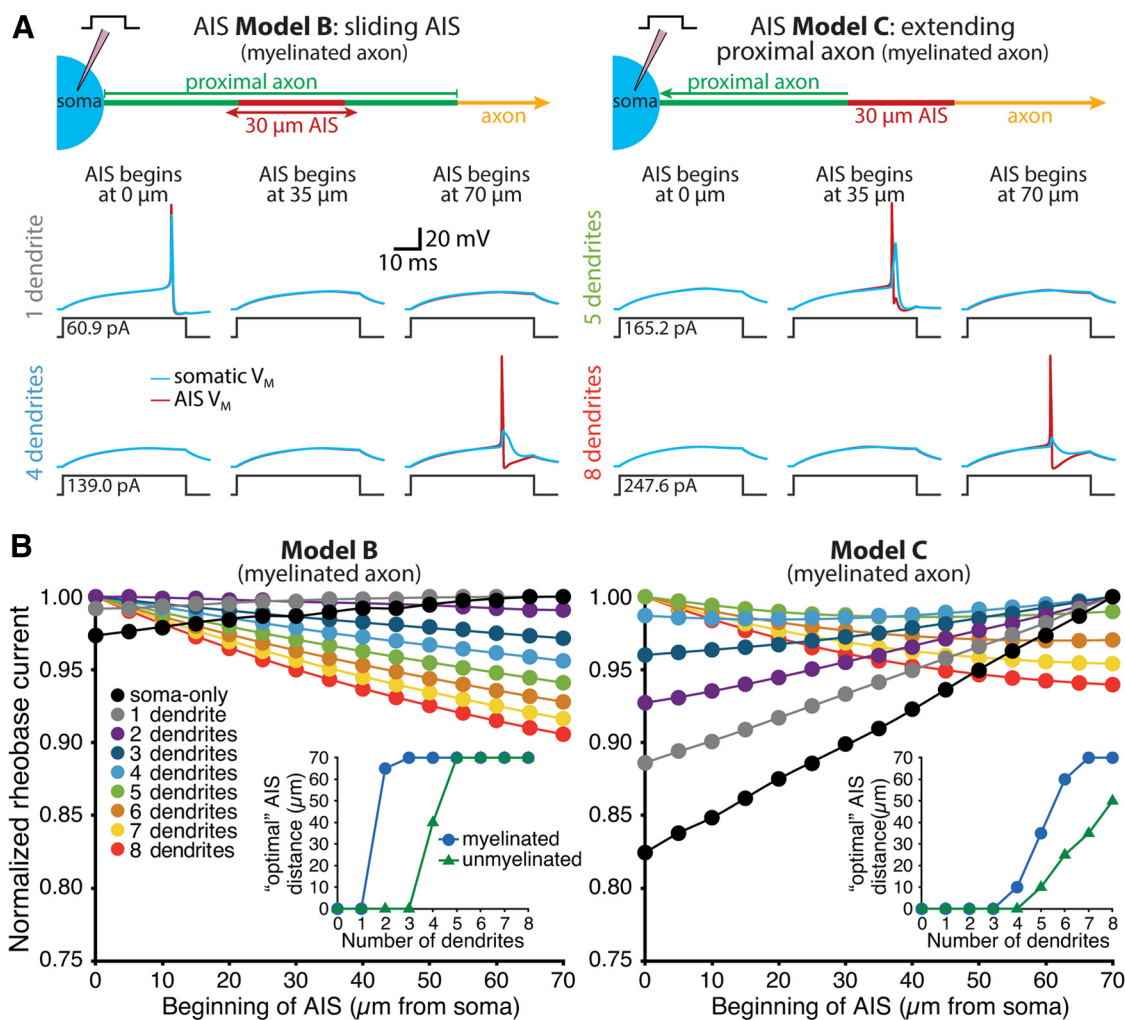 A
AIS Model B: sliding AIS
(myelinated axon)
soma
proximal axon
30 µm AIS
axon
AIS Model C: extending
proximal axon (myelinated axon)
soma
proximal axon
30 µm AIS
axon
AIS begins
at 0 µm
AIS begins
at 35 µm
AIS begins
at 70 µm
AIS begins
at 0 µm
AIS begins
at 35 µm
AIS begins
at 70 µm
1 dendrite
20 mV
10 ms
60.9 pA
5 dendrites
165.2 pA
4 dendrites
somatic VM
AIS VM
139.0 pA
8 dendrites
247.6 pA
B
Model B
(myelinated axon)
Normalized rheobase current
1.00
0.95
0.90
0.85
0.80
0.75
soma-only
1 dendrite
2 dendrites
3 dendrites
4 dendrites
5 dendrites
6 dendrites
7 dendrites
8 dendrites
"optimal" AIS
distance (µm)
70
60
50
40
30
20
10
0
myelinated
unmyelinated
0 1 2 3 4 5 6 7 8
Number of dendrites
0 10 20 30 40 50 60 70
Beginning of AIS (µm from soma)
Model C
(myelinated axon)
1.00
0.95
0.90
0.85
0.80
0.75
"optimal" AIS
distance(µm)
70
60
50
40
30
20
10
0
0 1 2 3 4 5 6 7 8
Number of dendrites
0 10 20 30 40 50 60 70
Beginning of AIS (µm from soma)